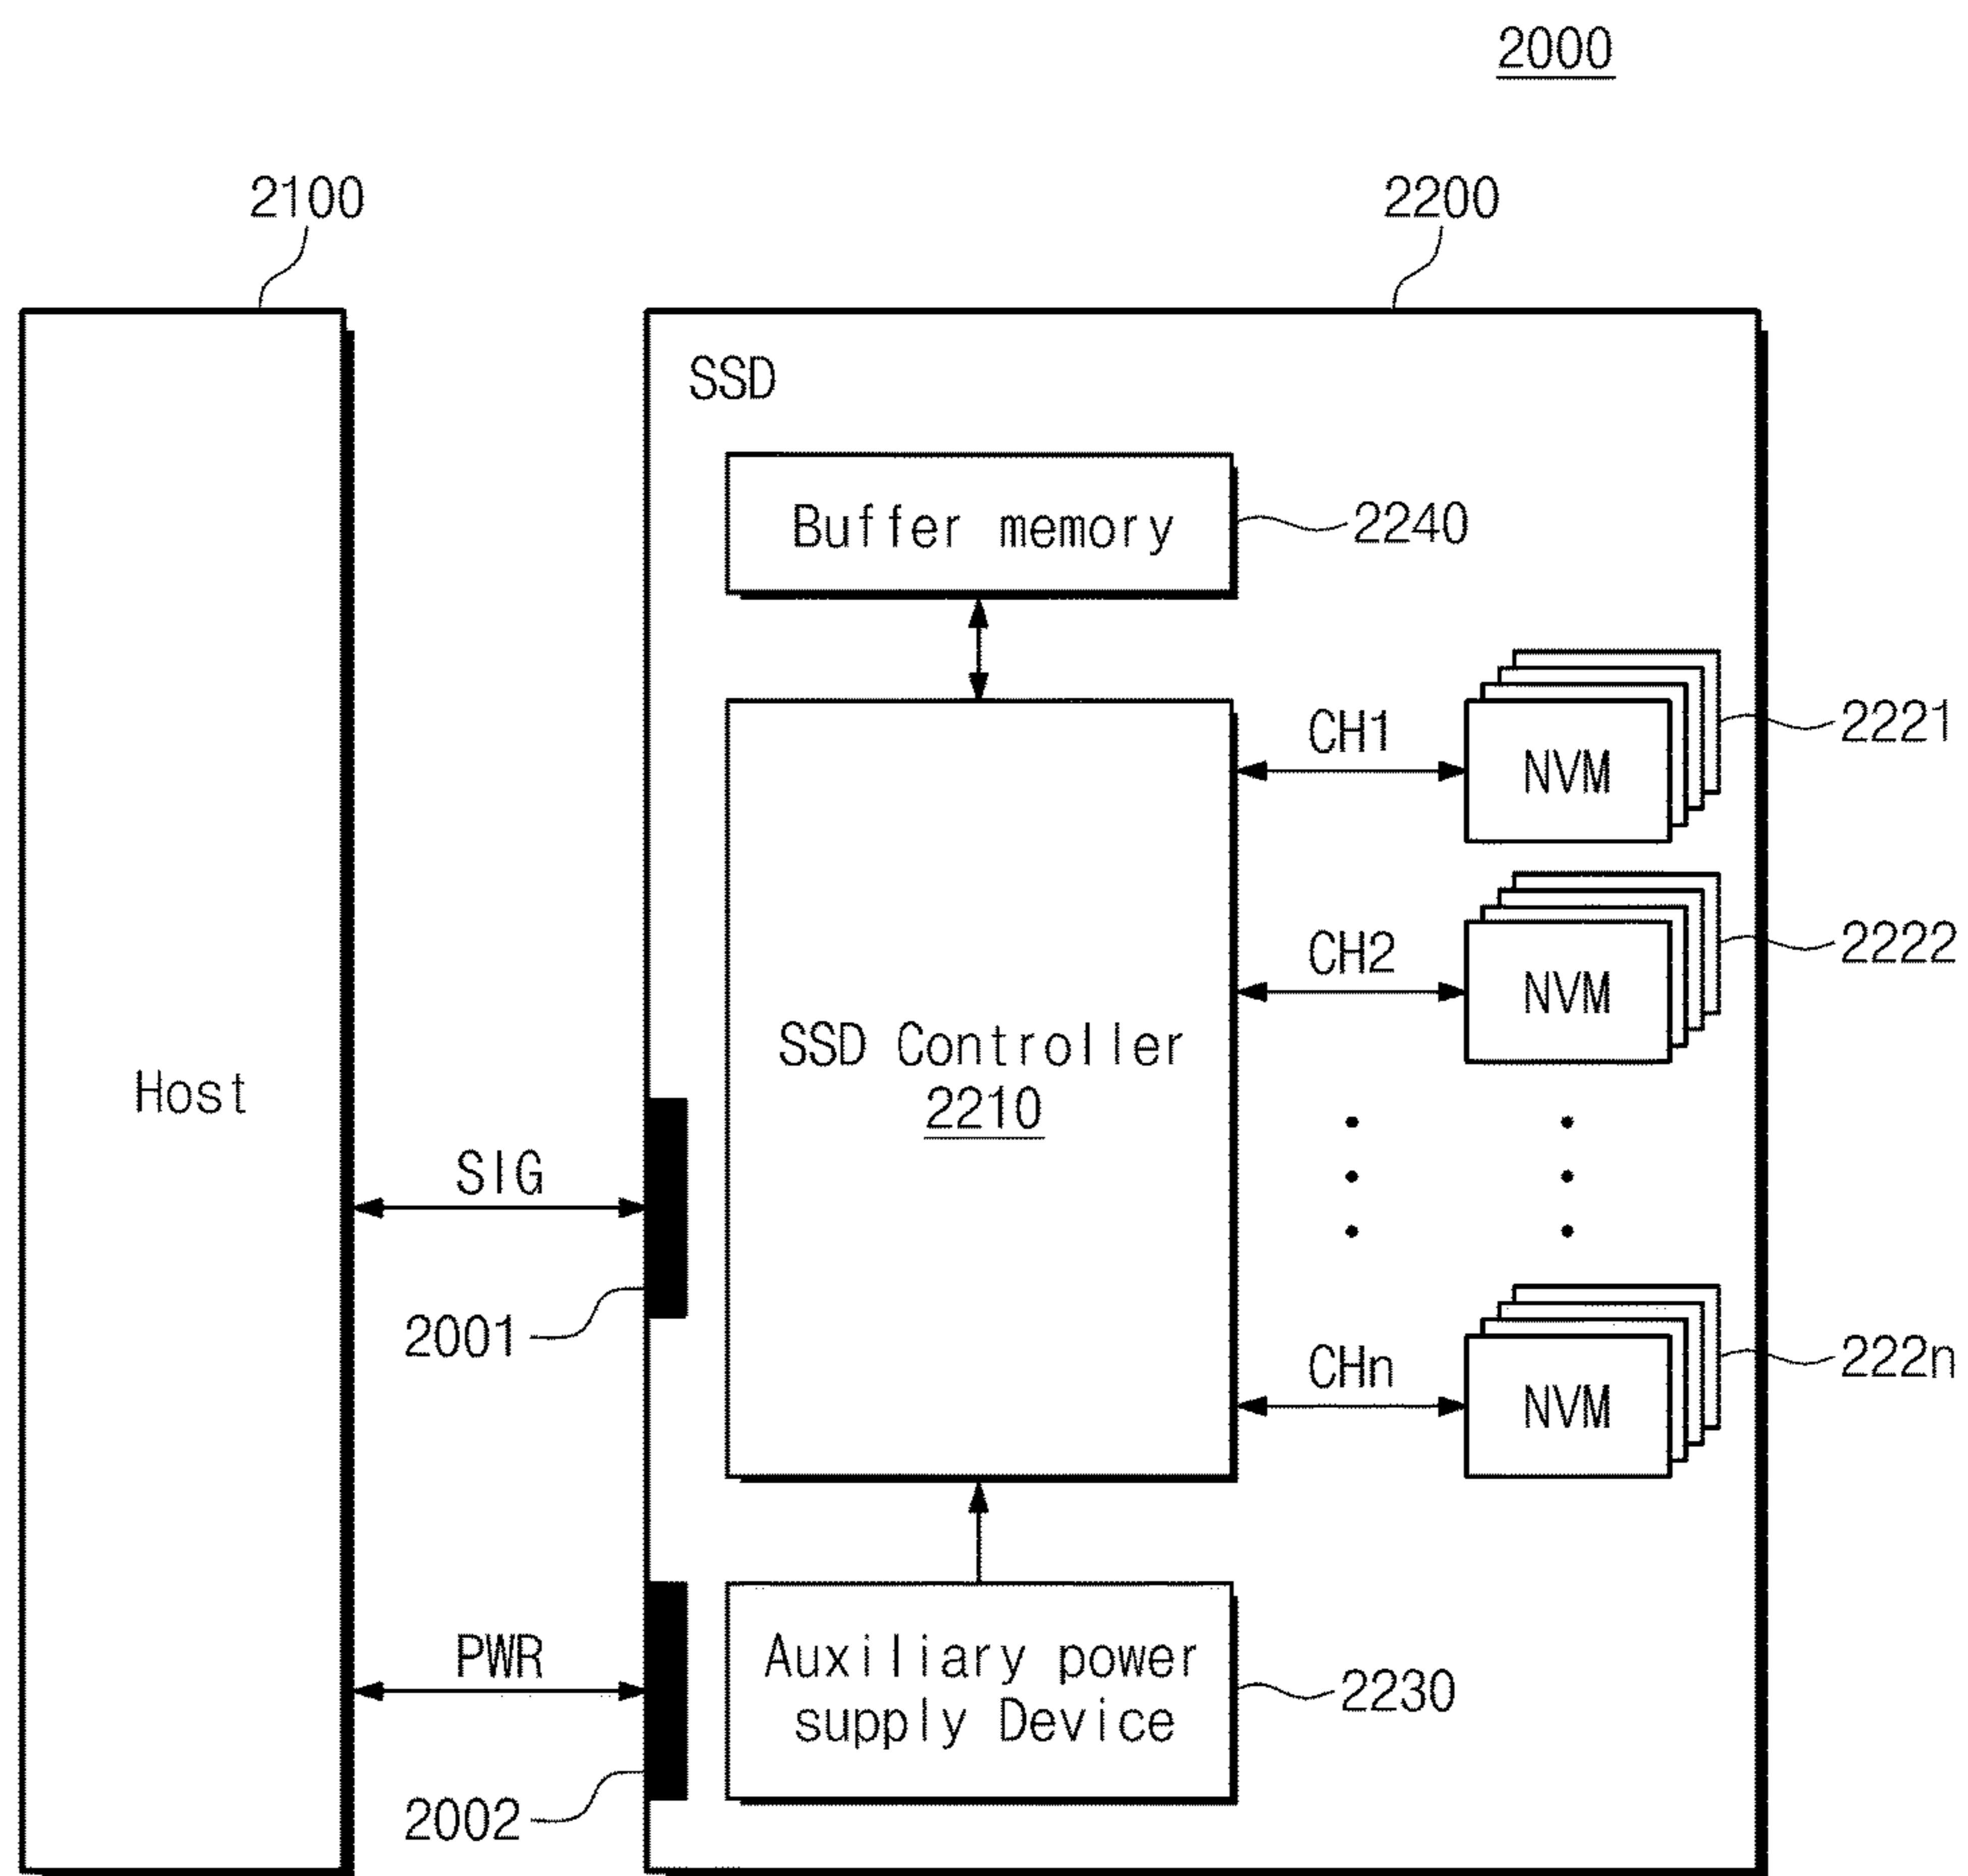 2000
2100
2200
SSD
Buffer memory
2240
CH1
NVM
2221
CH2
NVM
2222
SSD Controller
2210
Host
SIG
2001
CHn
NVM
222n
PWR
Auxiliary power
supply Device
2230
2002